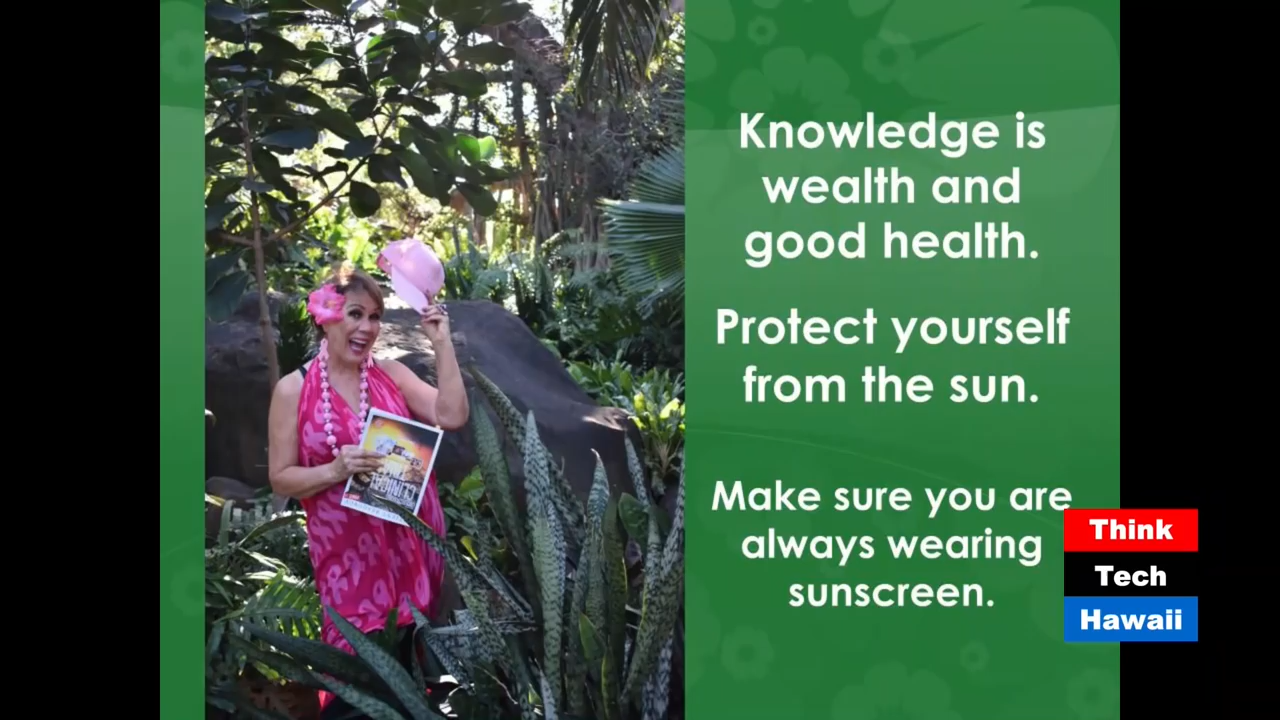 Knowledge is
wealth and
good health.
Protect yourself
from the sun.
Make sure you are
always wearing
sunscreen.
Think
Tech
Hawaii
CLINICAL